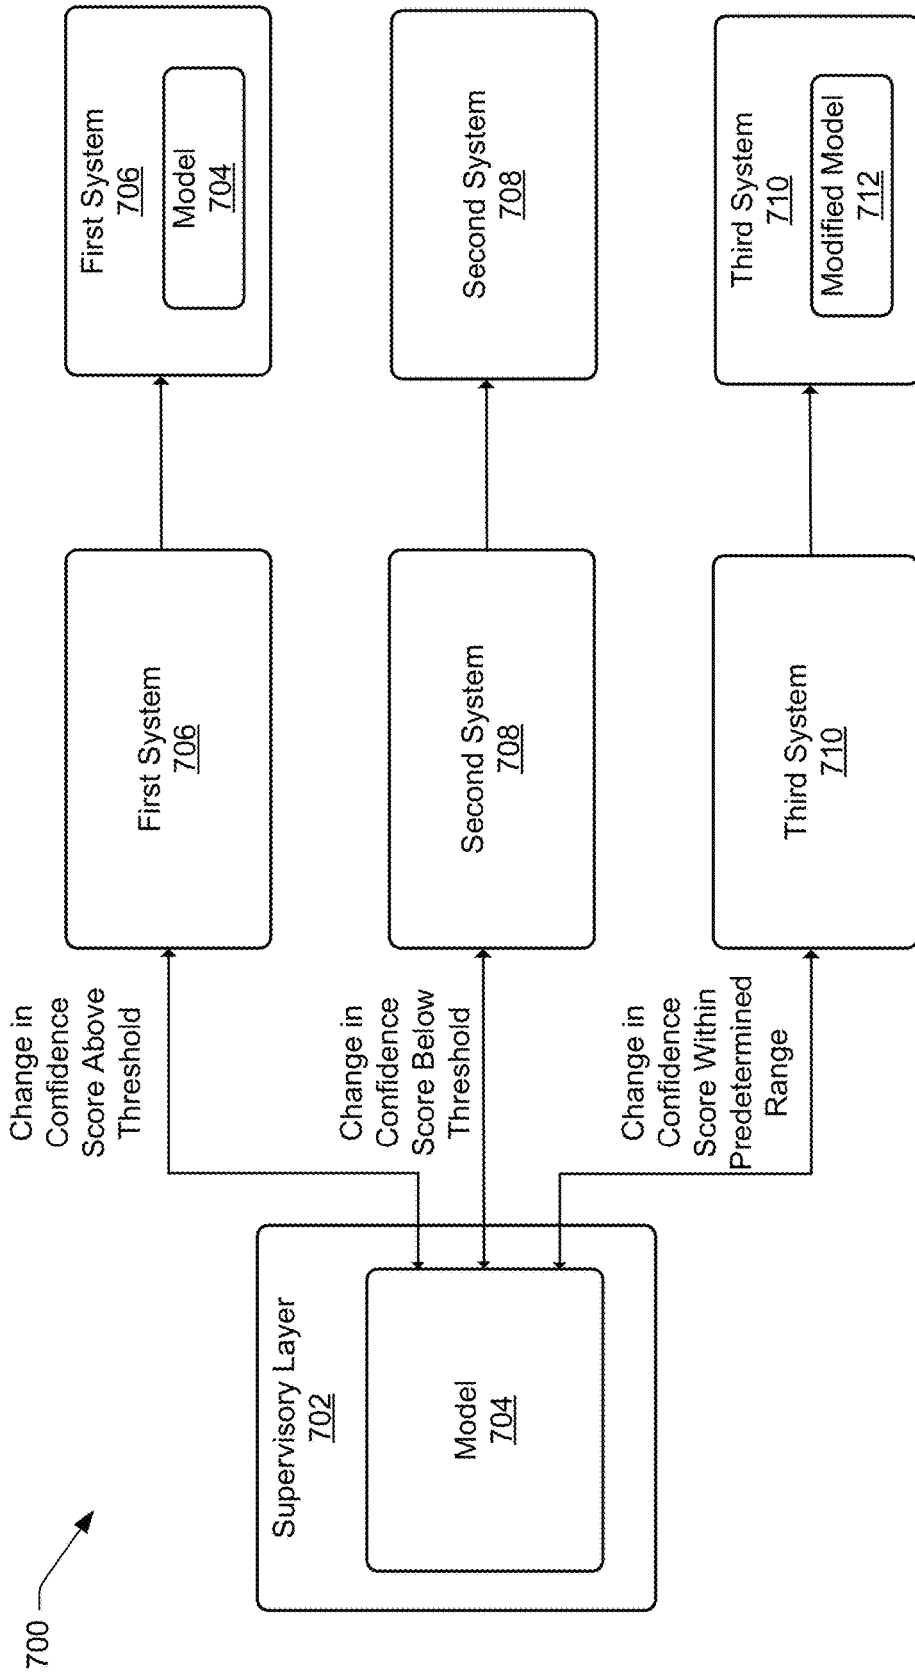 700
Supervisory Layer
702
Model
704
Change in
Confidence
Score Above
Threshold
First System
706
First System
706
Model
704
Change in
Confidence
Score Below
Threshold
Second System
708
Second System
708
Change in
Confidence
Score Within
Predetermined
Range
Third System
710
Third System
710
Modified Model
712